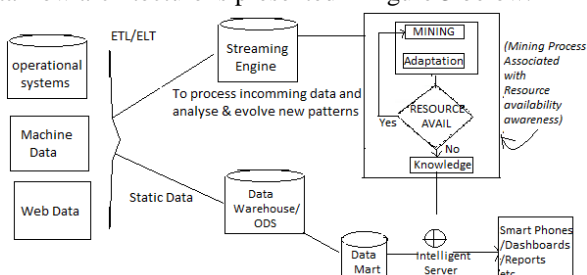 ETL/ELT
operational
systems
Machine
Data
Web Data
Streaming
Engine
To process incomming data and
analyse & evolve new patterns
Static Data
Data
Warehouse/
ODS
Data
Mart
MINING
Adaptation
RESOURCE
AVAIL
Yes
No
Knowledge
(Mining Process
Associated
with
Resource
availability
awareness)
Intelligent
Server
Smart Phones
/Dashboards
/Reports
etc